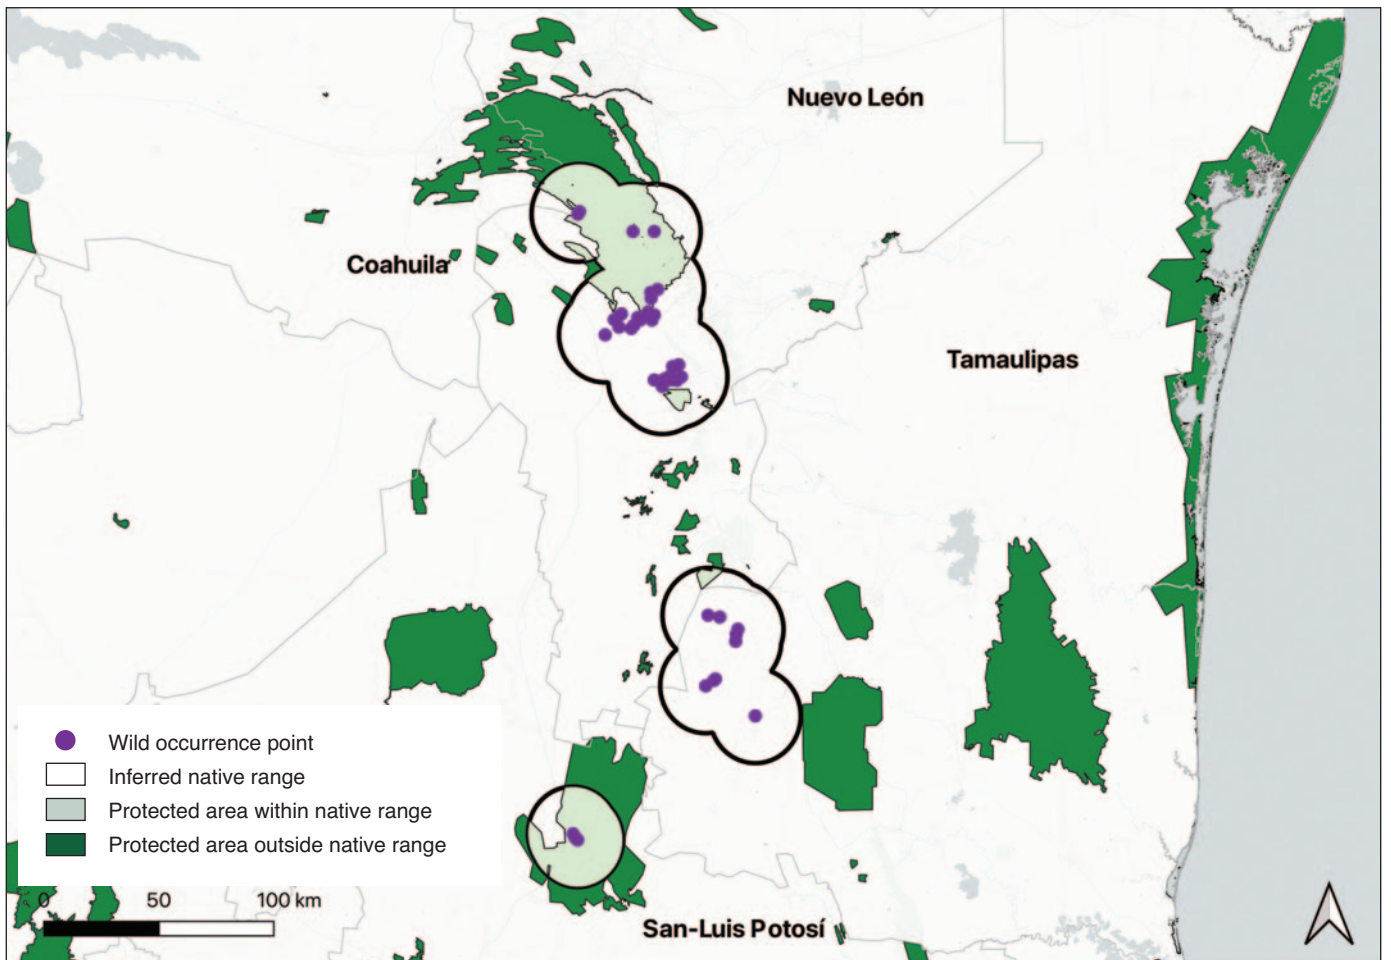 Nuevo León
Coahuila
Tamaulipas
Wild occurrence point
Inferred native range
Protected area within native range
Protected area outside native range
0 50 100 km
San-Luis Potosí